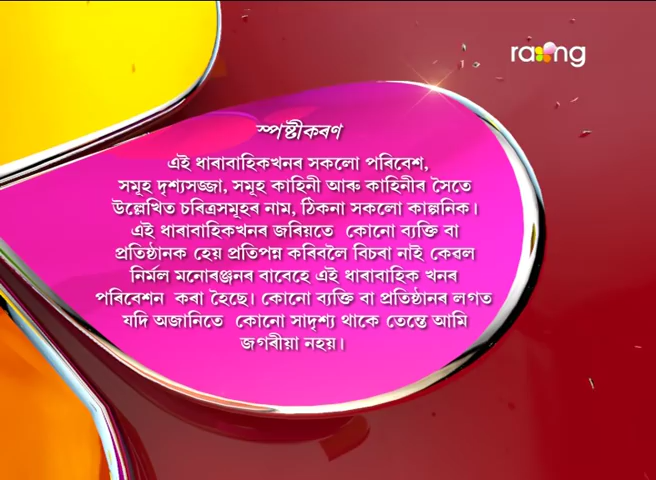 rang
স্পষ্টীকৰণ
এই ধাৰাবাহিকখনৰ সকলো পৰিবেশ,
সমূহ দৃশ্যসজ্জা, সমূহ কাহিনী আৰু কাহিনীৰ সৈতে
উল্লেখিত চৰিত্ৰসমূহৰ নাম, ঠিকনা সকলো কাল্পনিক।
এই ধাৰাবাহিকখনৰ জৰিয়তে কোনো ব্যক্তি বা
প্ৰতিষ্ঠানক হেয় প্ৰতিপন্ন কৰিবলৈ বিচৰা নাই কেৱল
নিৰ্মল মনোৰঞ্জনৰ বাবেহে এই ধাৰাবাহিক খনৰ
পৰিবেশন কৰা হৈছে। কোনো ব্যক্তি বা প্ৰতিষ্ঠানৰ লগত
যদি অজানিতে কোনো সাদৃশ্য থাকে তেন্তে আমি
জগৰীয়া নহয়।